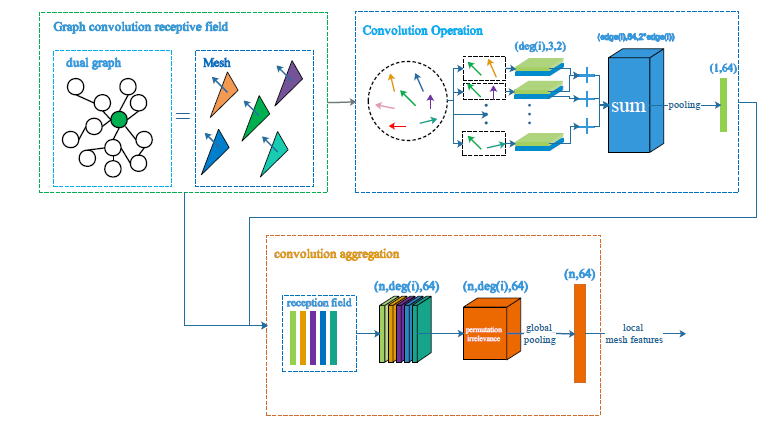 Graph convolution receptive field
dual graph
Mesh
Convolution Operation
(deg(i),3,2)
(edge(i),64,2*edge(i))
sum
pooling
(1,64)
convolution aggregation
reception field
(n,deg(i),64)
(n,deg(i),64)
permutation
irrelevance
global
pooling
(n,64)
local
mesh features